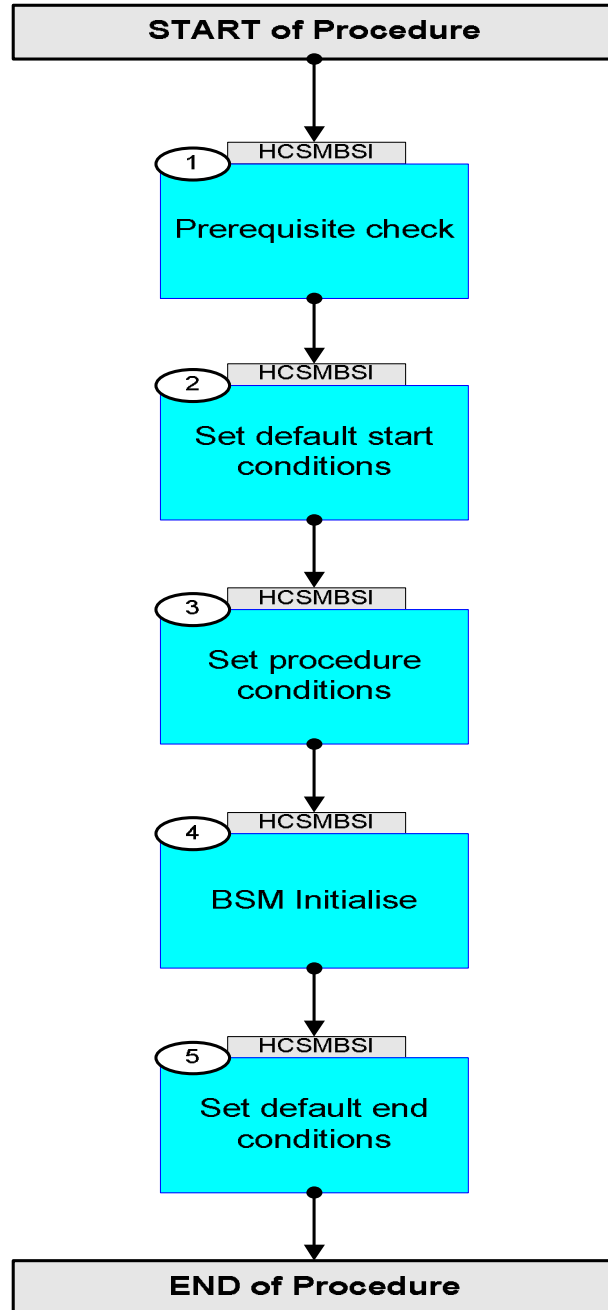 START of Procedure
HCSMBSI
1
Prerequisite check
HCSMBSI
2
Set default start
conditions
HCSMBSI
3
Set procedure
conditions
HCSMBSI
4
BSM Initialise
HCSMBSI
5
Set default end
conditions
END of Procedure